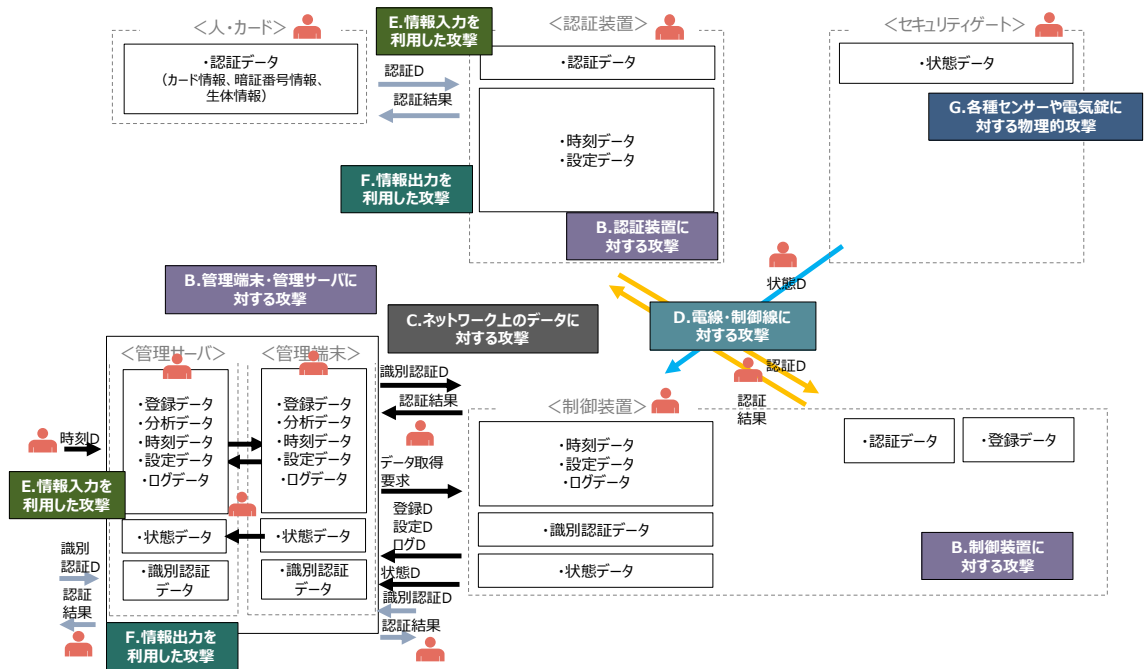 ＜人・カード＞
・認証データ
（カード情報、暗証番号情報、
生体情報）
E.情報入力を
利用した攻撃
認証D
認証結果
F.情報出力を
利用した攻撃
＜認証装置＞
・認証データ
・時刻データ
・設定データ
B.認証装置に
対する攻撃
＜セキュリティゲート＞
・状態データ
G.各種センサーや電気錠に
対する物理的攻撃
状態D
D.電線・制御線に
対する攻撃
認証D
認証
結果
B.管理端末・管理サーバに
対する攻撃
C.ネットワーク上のデータに
対する攻撃
＜管理サーバ＞
・登録データ
・分析データ
・時刻データ
・設定データ
・ログデータ
・状態データ
・識別認証
データ
＜管理端末＞
・登録データ
・分析データ
・時刻データ
・設定データ
・ログデータ
・状態データ
・識別認証
データ
時刻D
E.情報入力を
利用した攻撃
識別
認証D
認証
結果
F.情報出力を
利用した攻撃
識別認証D
認証結果
データ取得
要求
登録D
設定D
ログD
状態D
識別認証D
認証結果
＜制御装置＞
・時刻データ
・設定データ
・ログデータ
・識別認証データ
・状態データ
・認証データ
・登録データ
B.制御装置に
対する攻撃